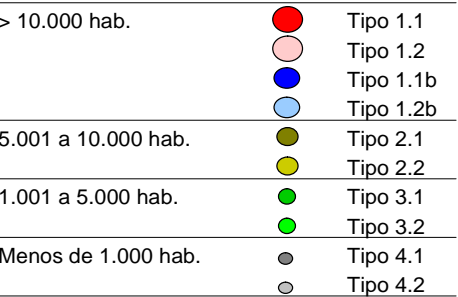 > 10.000 hab. Tipo 1.1
Tipo 1.2
Tipo 1.1b
Tipo 1.2b
5.001 a 10.000 hab. Tipo 2.1
Tipo 2.2
1.001 a 5.000 hab. Tipo 3.1
Tipo 3.2
Menos de 1.000 hab. Tipo 4.1
Tipo 4.2